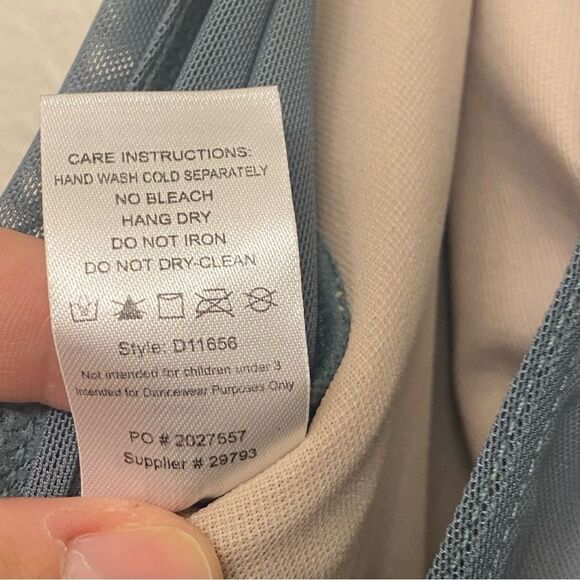 CARE INSTRUCTIONS:
HAND WASH COLD SEPARATELY
NO BLEACH
HANG DRY
DO NOT IRON
DO NOT DRY-CLEAN
Style: D11656
Not intended for children under 3
Intended for Dancewear Purposes Only
PO # 2027557
Supplier # 29793